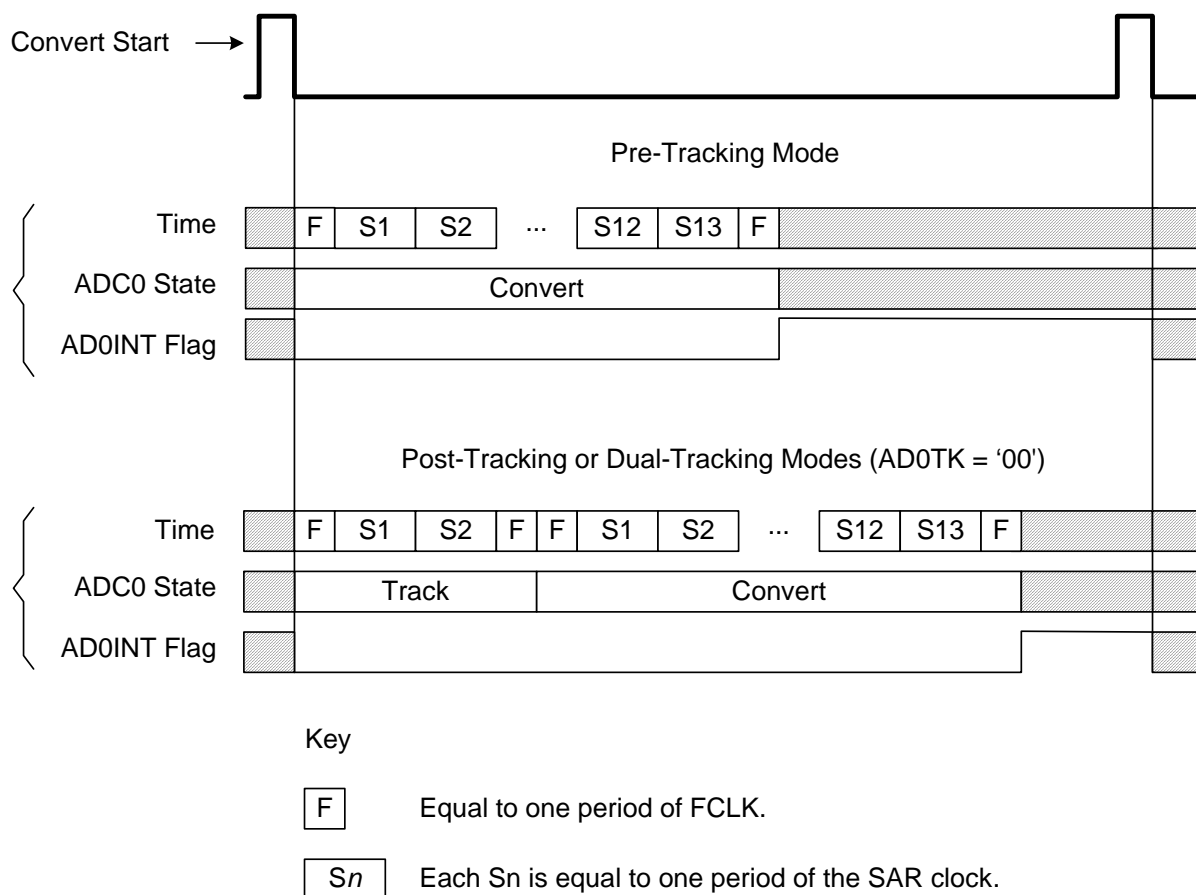 Convert Start
Pre-Tracking Mode
Time F S1 S2 ... S12 S13 F
ADC0 State Convert
AD0INT Flag
Post-Tracking or Dual-Tracking Modes (AD0TK = ‘00')
Time F S1 S2 F F S1 S2 ... S12 S13 F
ADC0 State Track Convert
AD0INT Flag
Key
F Equal to one period of FCLK.
Sn Each Sn is equal to one period of the SAR clock.